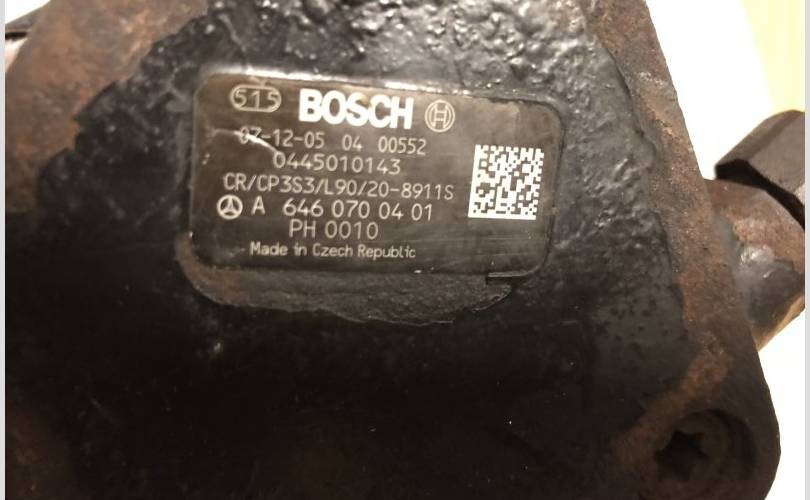 515 BOSCH
07-12-05 04 00552
0445010143
CR/CP3S3/L90/20-8911S
A 646 070 04 01
PH 0010
Made in Czech Republic